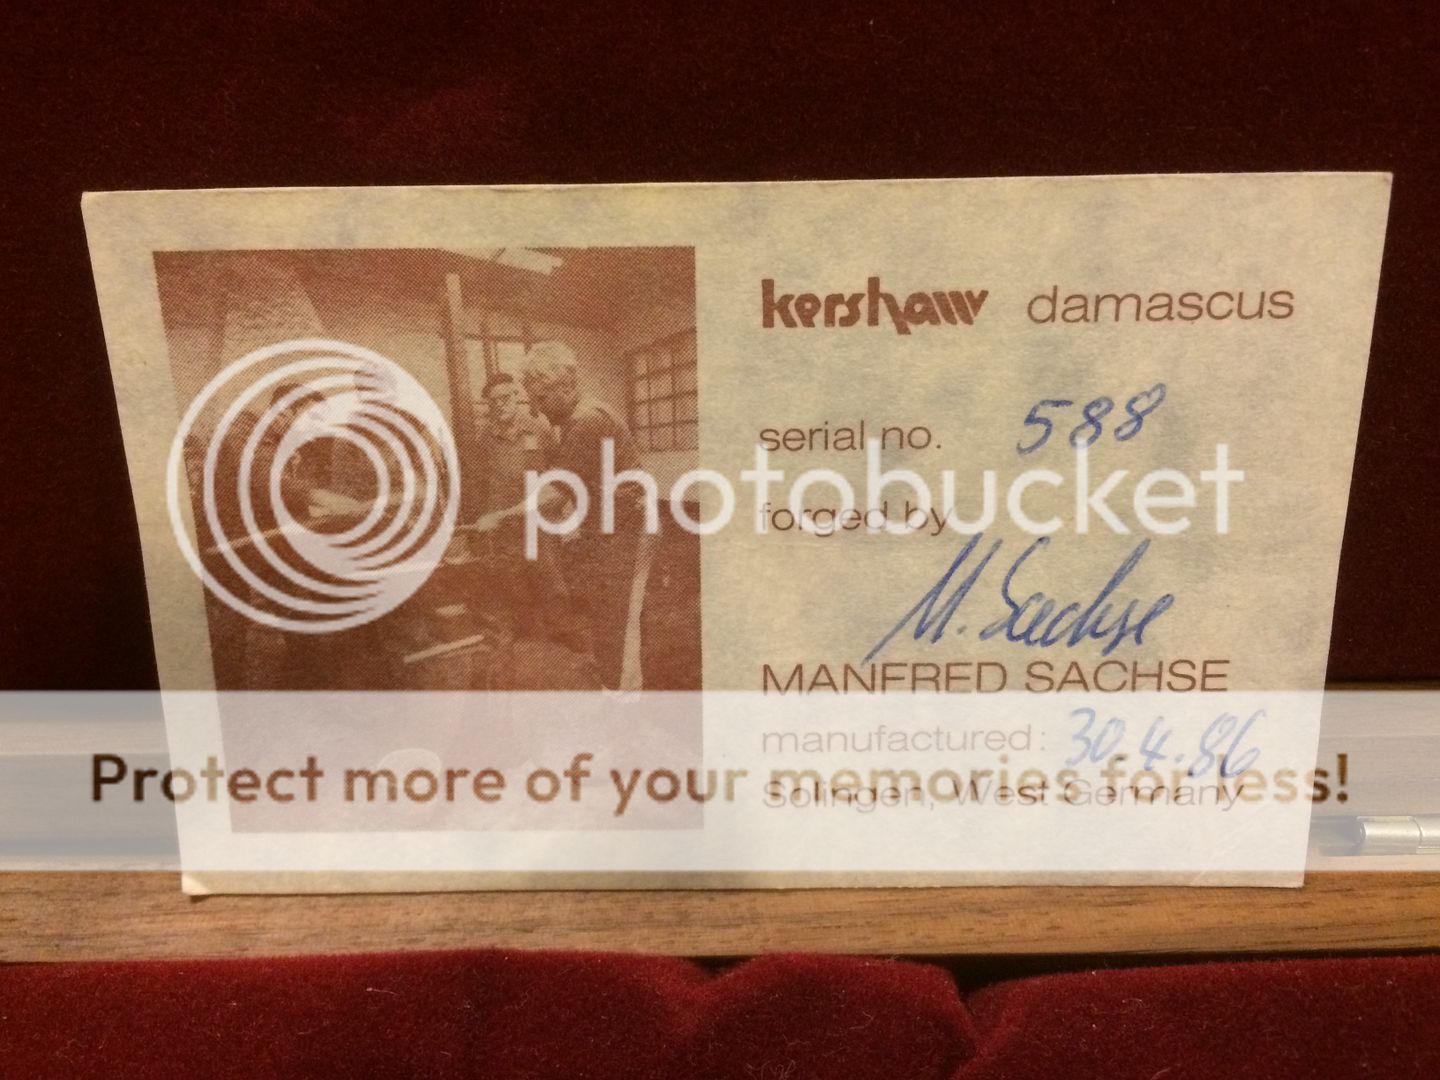 kershaw damascus
serial no. 588
photobucket
forged by
M. Sachse
MANFRED SACHSE
manufactured: 30.4.86
Protect more of your memories for less!
Solingen, West Germany